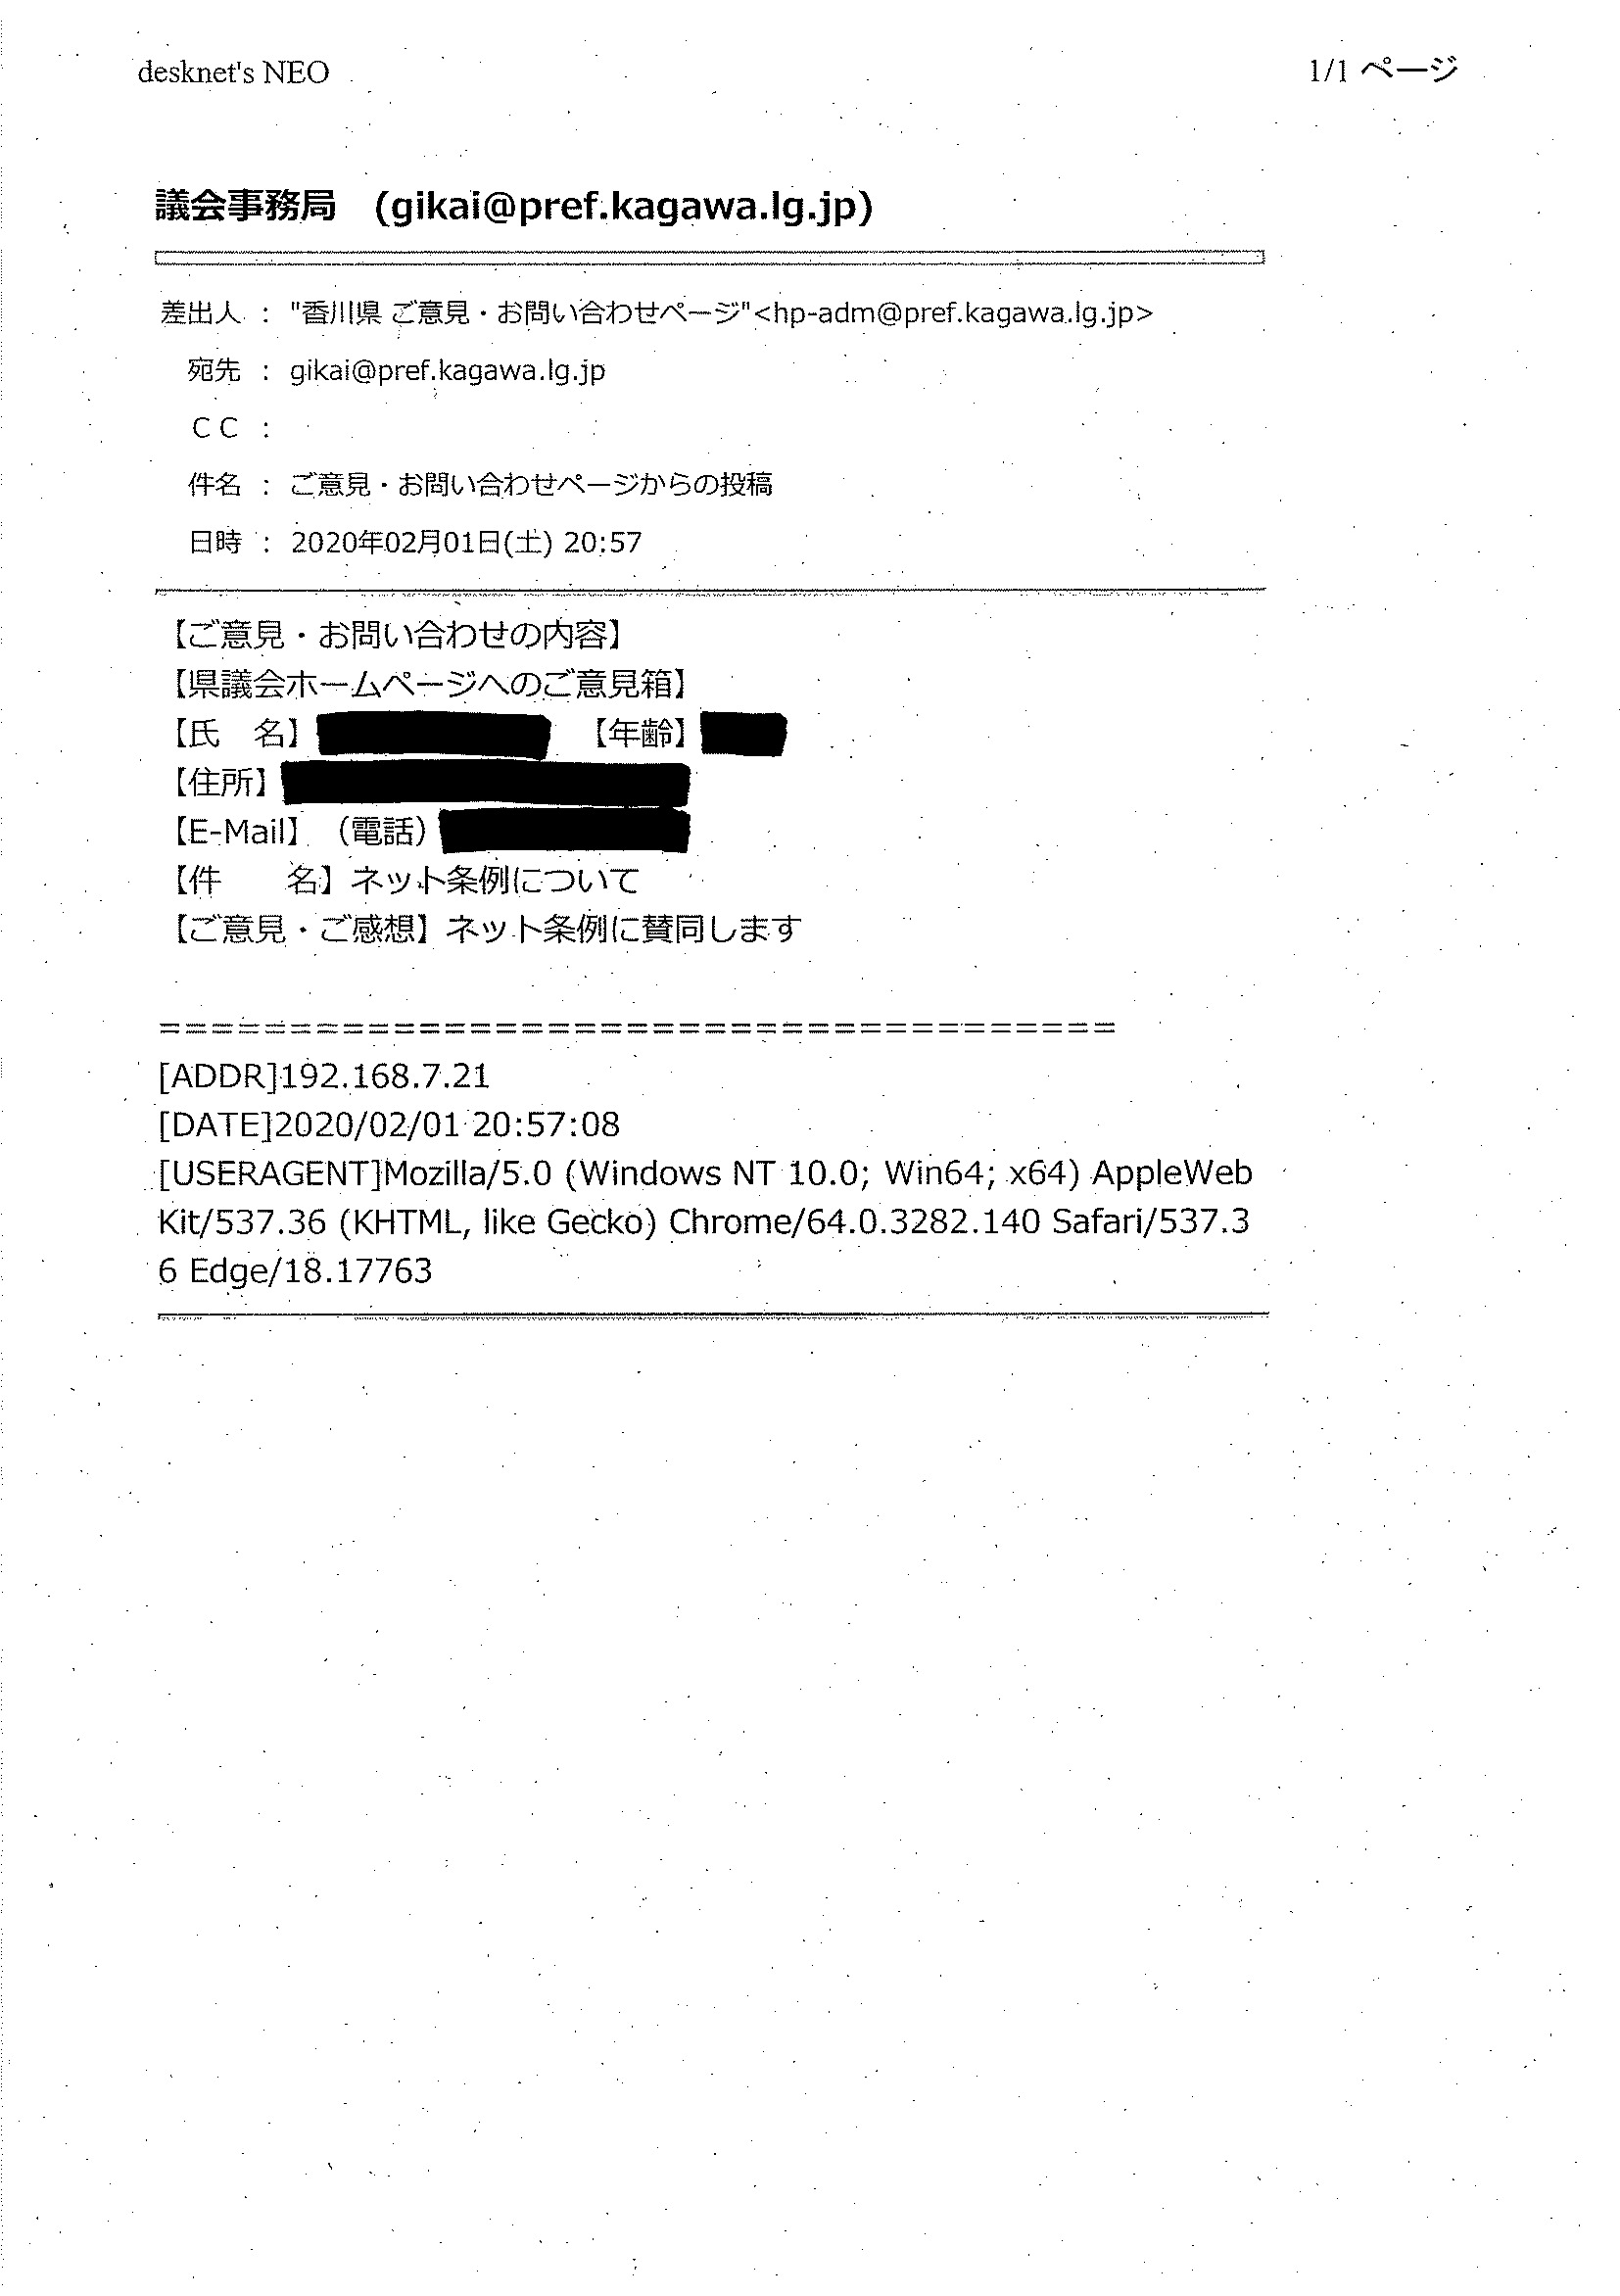 desknet's NEO 1/1 ページ
議会事務局 (gikai@pref.kagawa.lg.jp)
差出人 : "香川県 ご意見・お問い合わせページ"<hp-adm@pref.kagawa.lg.jp>
宛先 : gikai@pref.kagawa.lg.jp
CC :
件名 : ご意見・お問い合わせページからの投稿
日時 : 2020年02月01日(土) 20:57
【ご意見・お問い合わせの内容】
【県議会ホームページへのご意見箱】
【氏　名】 【年齢】
【住所】
【E-Mail】（電話）
【件　　名】ネット条例について
【ご意見・ご感想】ネット条例に賛同します
=====================================
[ADDR]192.168.7.21
[DATE]2020/02/01 20:57:08
[USERAGENT]Mozilla/5.0 (Windows NT 10.0; Win64; x64) AppleWeb
Kit/537.36 (KHTML, like Gecko) Chrome/64.0.3282.140 Safari/537.3
6 Edge/18.17763